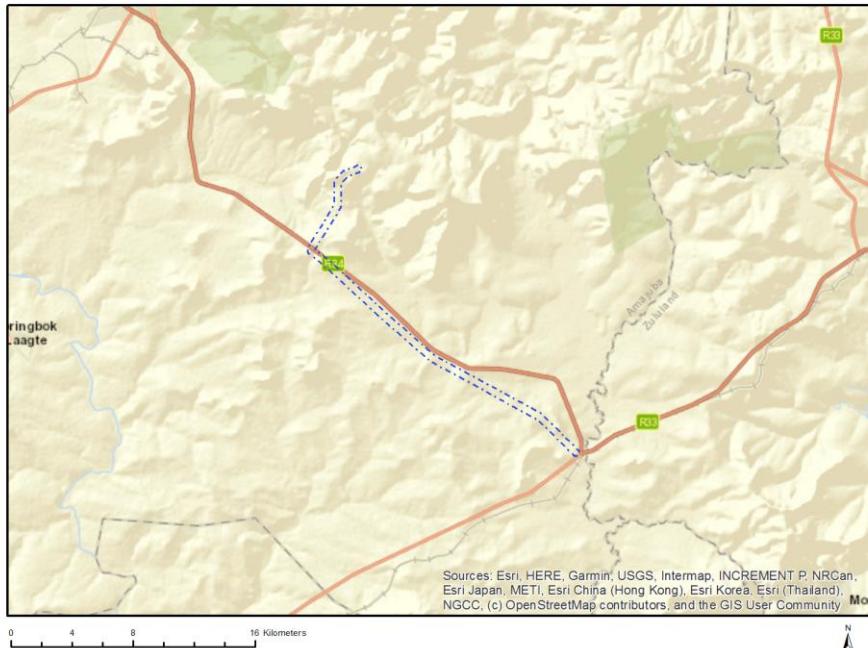 R33
R34
Amajuba
Zululand
ringbok
Laagte
R33
Sources: Esri, HERE, Garmin, USGS, Intermap, INCREMENT P, NRCan,
Esri Japan, METI, Esri China (Hong Kong), Esri Korea, Esri (Thailand),
NGCC, (c) OpenStreetMap contributors, and the GIS User Community
Mo
0 4 8 16 Kilometers
N